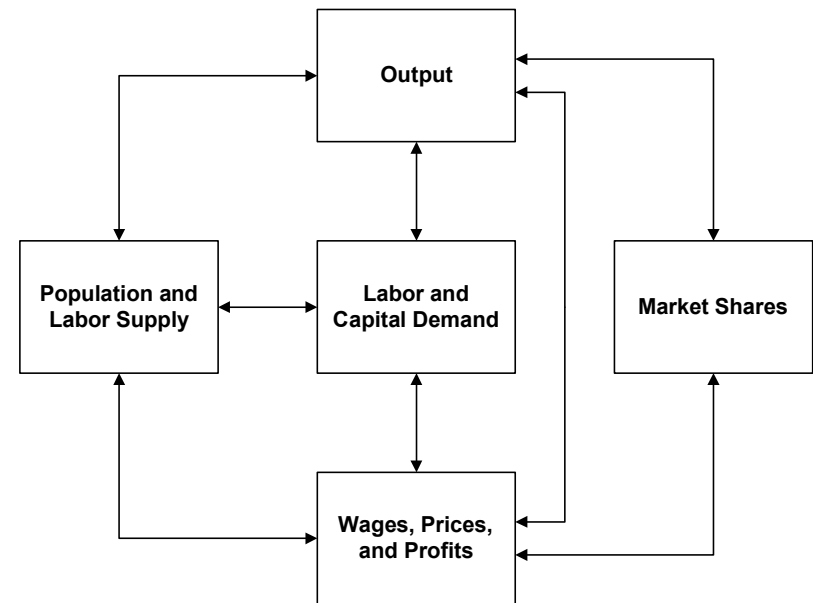 Output
Population and
Labor Supply
Labor and
Capital Demand
Market Shares
Wages, Prices,
and Profits